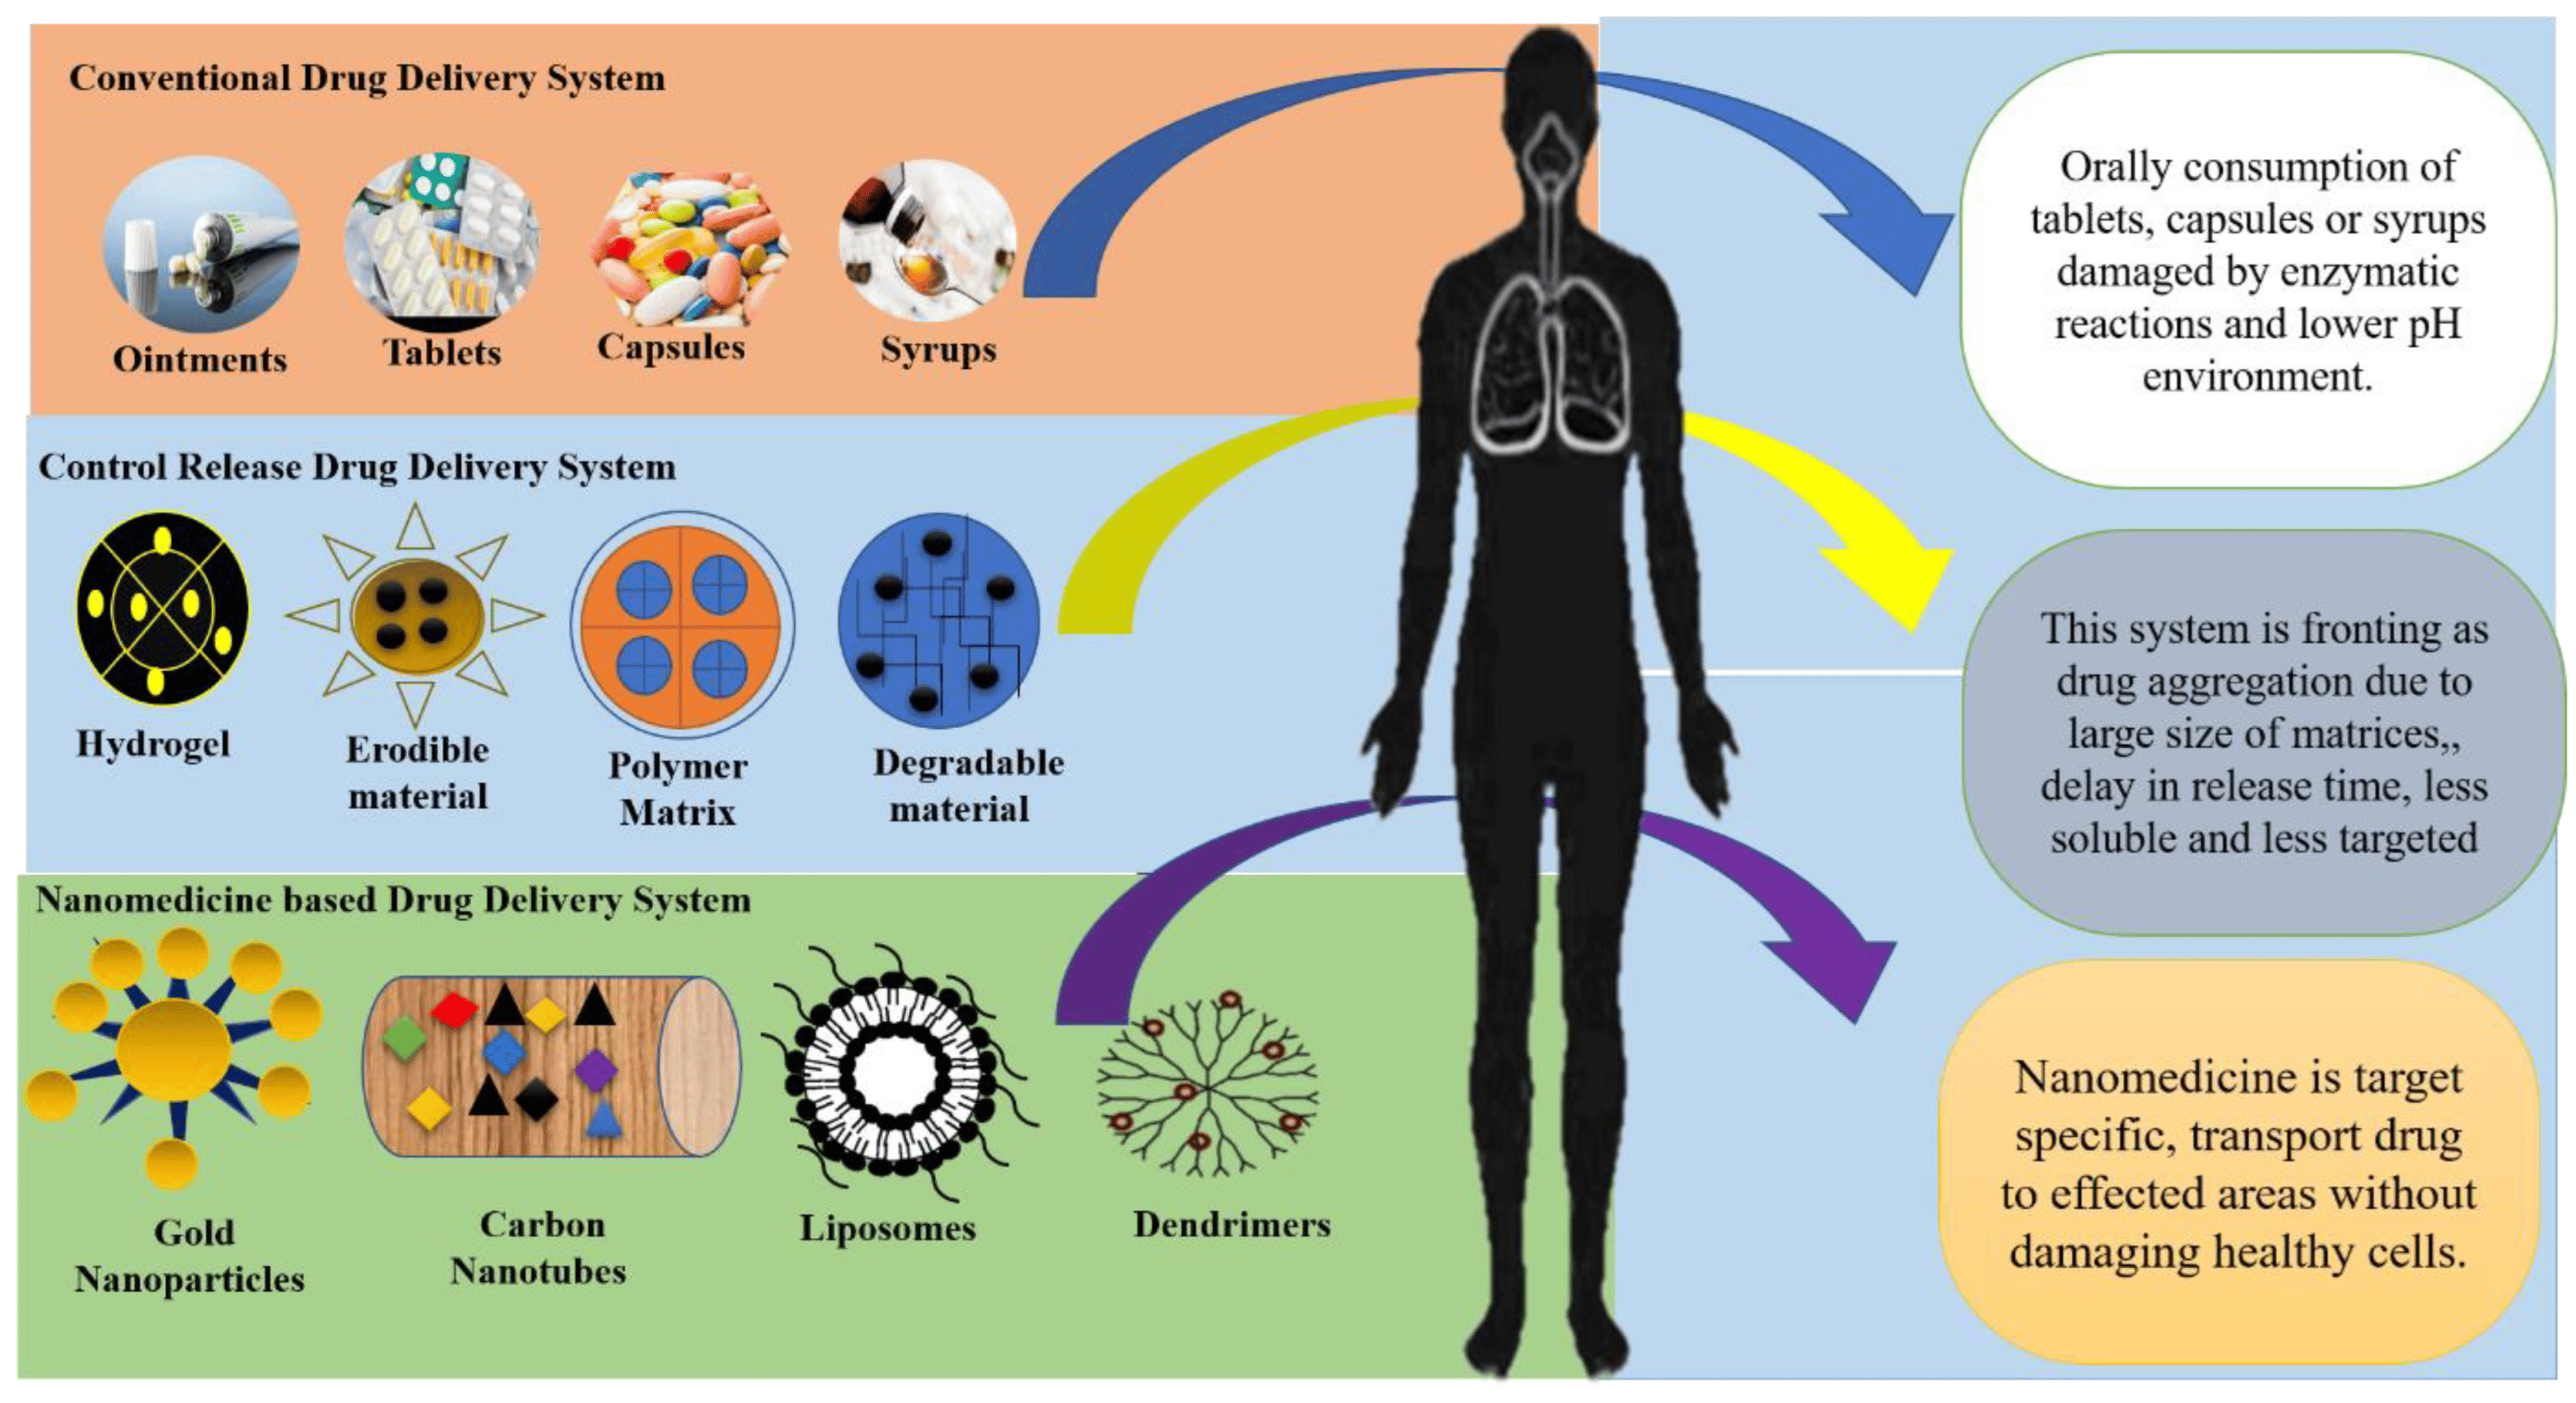 Conventional Drug Delivery System
Ointments
Tablets
Capsules
Syrups
Orally consumption of
tablets, capsules or syrups
damaged by enzymatic
reactions and lower pH
environment.
Control Release Drug Delivery System
Hydrogel
Erodible
material
Polymer
Matrix
Degradable
material
This system is fronting as
drug aggregation due to
large size of matrices,,
delay in release time, less
soluble and less targeted
Nanomedicine based Drug Delivery System
Gold
Nanoparticles
Carbon
Nanotubes
Liposomes
Dendrimers
Nanomedicine is target
specific, transport drug
to effected areas without
damaging healthy cells.